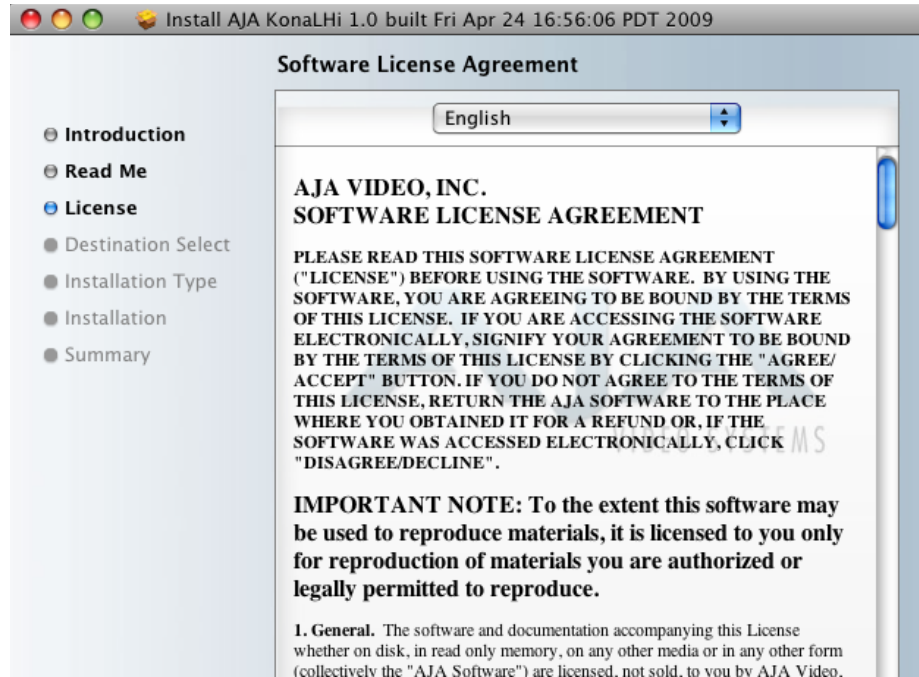 Install AJA KonaLHi 1.0 built Fri Apr 24 16:56:06 PDT 2009
Software License Agreement
Introduction
Read Me
License
Destination Select
Installation Type
Installation
Summary
English
AJA VIDEO, INC.
SOFTWARE LICENSE AGREEMENT
PLEASE READ THIS SOFTWARE LICENSE AGREEMENT
("LICENSE") BEFORE USING THE SOFTWARE. BY USING THE
SOFTWARE, YOU ARE AGREEING TO BE BOUND BY THE TERMS
OF THIS LICENSE. IF YOU ARE ACCESSING THE SOFTWARE
ELECTRONICALLY, SIGNIFY YOUR AGREEMENT TO BE BOUND
BY THE TERMS OF THIS LICENSE BY CLICKING THE "AGREE/
ACCEPT" BUTTON. IF YOU DO NOT AGREE TO THE TERMS OF
THIS LICENSE, RETURN THE AJA SOFTWARE TO THE PLACE
WHERE YOU OBTAINED IT FOR A REFUND OR, IF THE
SOFTWARE WAS ACCESSED ELECTRONICALLY, CLICK
"DISAGREE/DECLINE".
IMPORTANT NOTE: To the extent this software may
be used to reproduce materials, it is licensed to you only
for reproduction of materials you are authorized or
legally permitted to reproduce.
1. General. The software and documentation accompanying this License
whether on disk, in read only memory, on any other media or in any other form
(collectively the "AJA Software") are licensed, not sold, to you by AJA Video,
AJA
VIDEO SYSTEMS